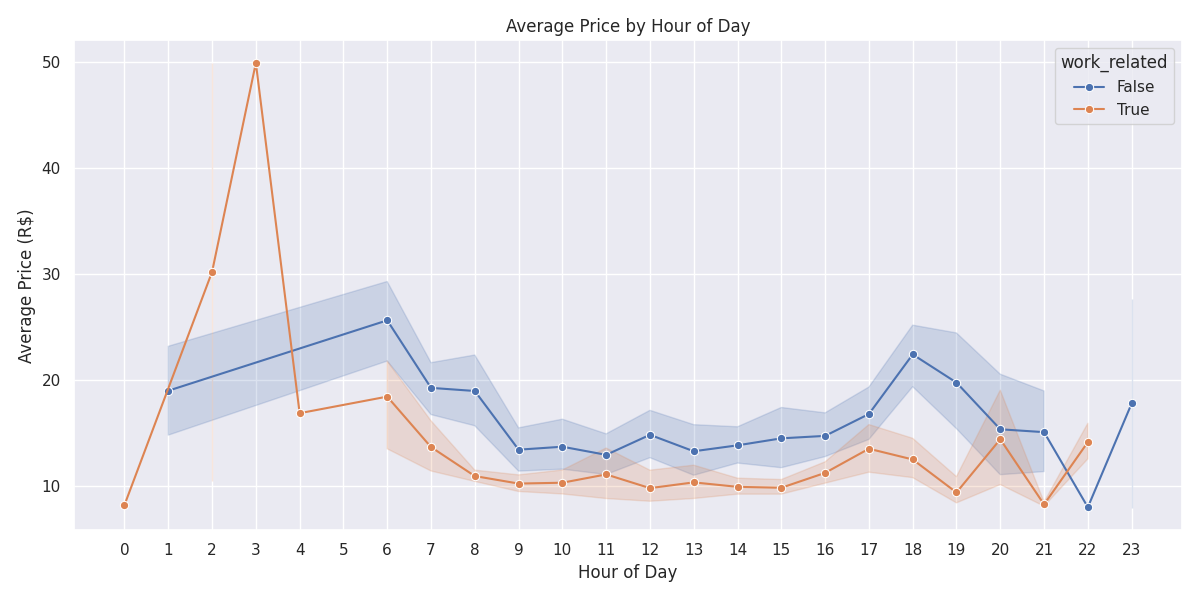 Average Price by Hour of Day
work_related
False
True
50
40
30
20
10
Average Price (R$)
0 1 2 3 4 5 6 7 8 9 10 11 12 13 14 15 16 17 18 19 20 21 22 23
Hour of Day